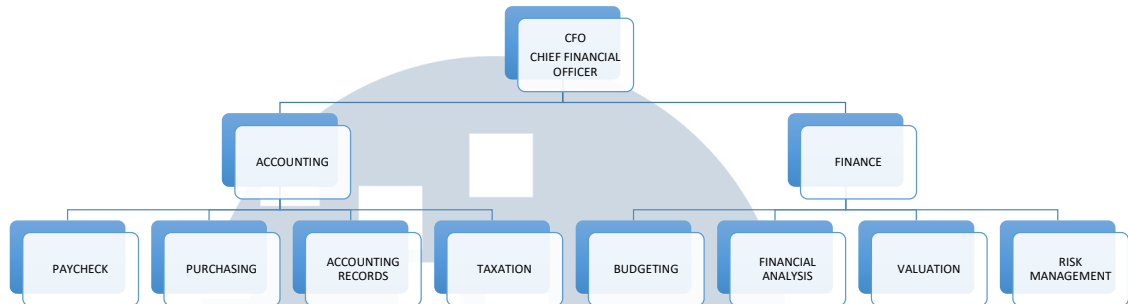 CFO
CHIEF FINANCIAL
OFFICER
ACCOUNTING
FINANCE
PAYCHECK
PURCHASING
ACCOUNTING
RECORDS
TAXATION
BUDGETING
FINANCIAL
ANALYSIS
VALUATION
RISK
MANAGEMENT